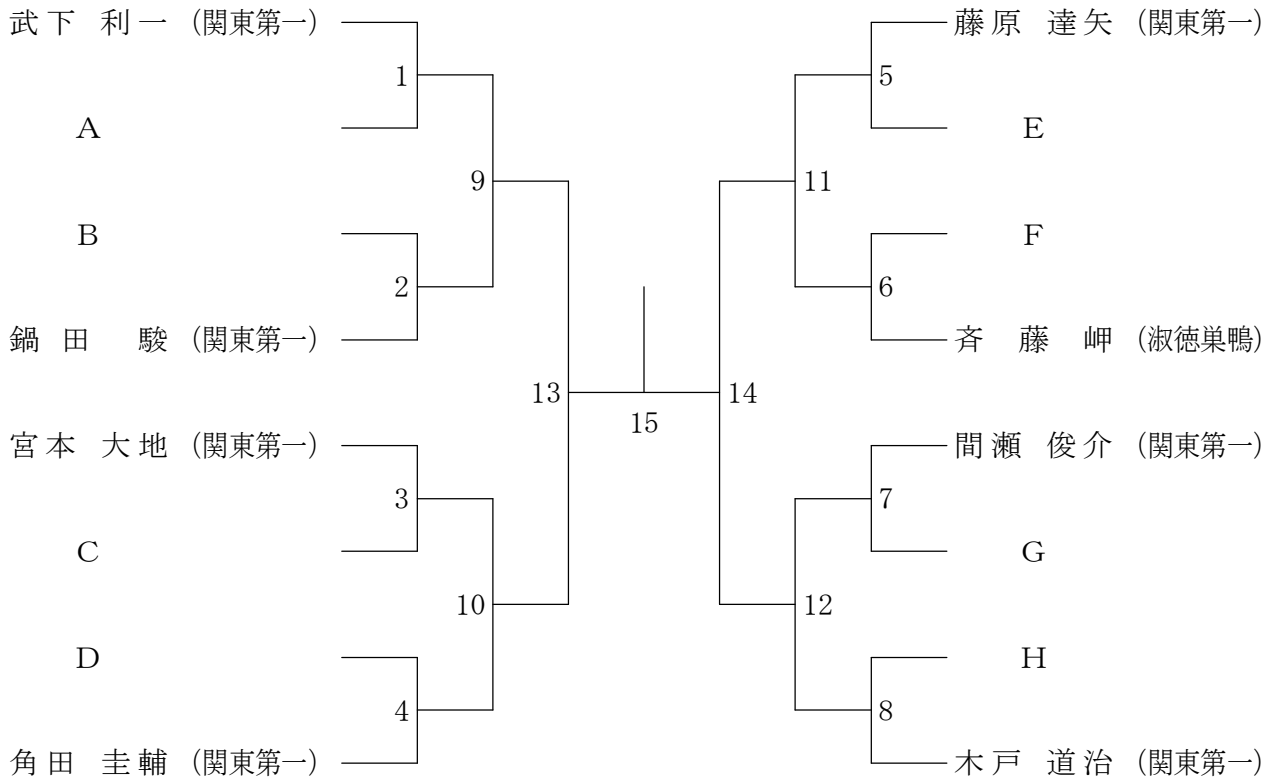 武下 利一 (関東第一)
1
A
9
B
2
鍋田 駿 (関東第一)
13
宮本 大地 (関東第一)
3
C
10
D
4
角田 圭輔 (関東第一)
15
藤原 達矢 (関東第一)
5
E
11
F
6
斉藤 岬 (淑徳巣鴨)
14
間瀬 俊介 (関東第一)
7
G
12
H
8
木戸 道治 (関東第一)